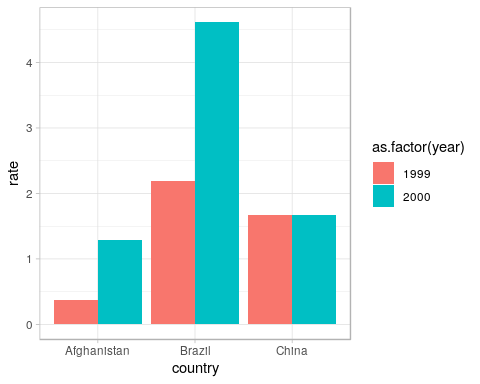 rate
4
3
2
1
0
Afghanistan Brazil China
country
as.factor(year)
1999
2000